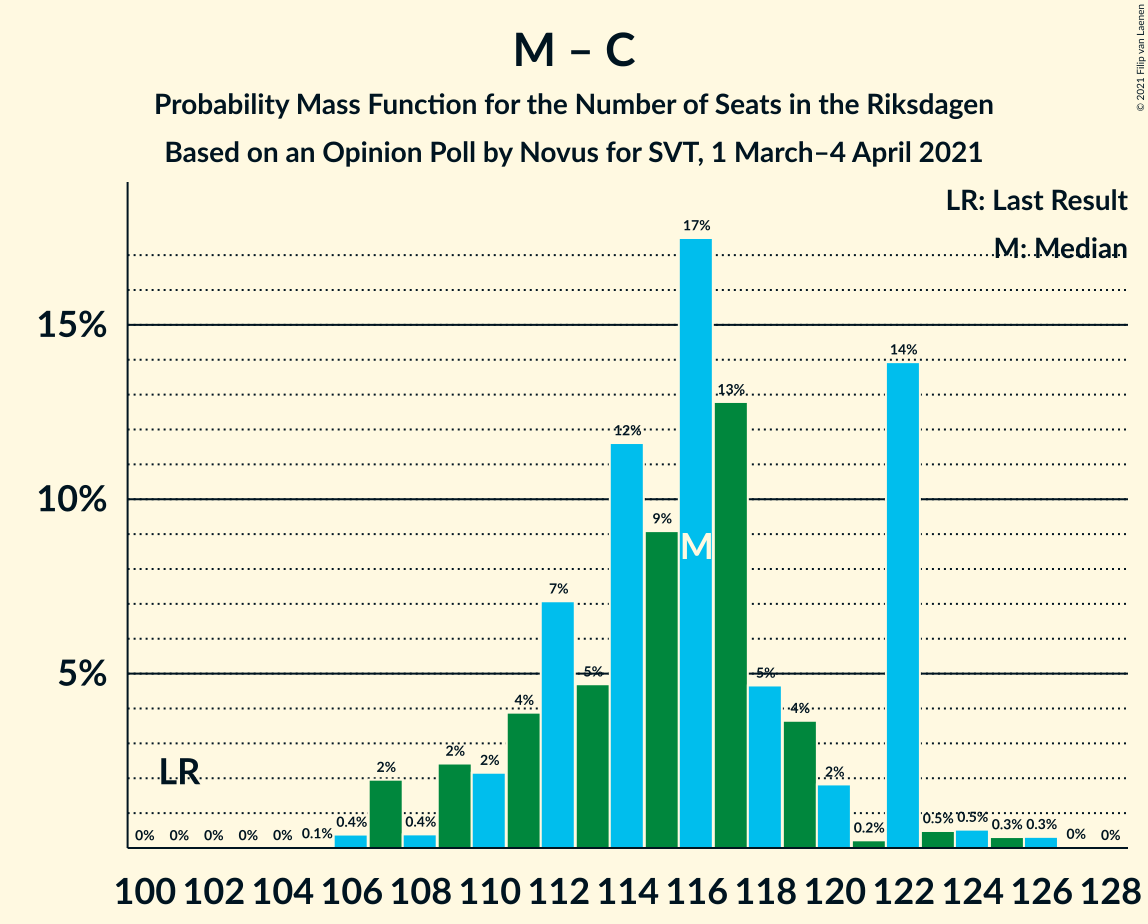 M – C
Probability Mass Function for the Number of Seats in the Riksdagen
Based on an Opinion Poll by Novus for SVT, 1 March–4 April 2021
© 2021 Filip van Laenen
LR: Last Result
M: Median
15%
10%
5%
LR
M
0% 0% 0% 0% 0% 0.1% 0.4% 2% 0.4% 2% 2% 4% 7% 5% 12% 9% 17% 13% 5% 4% 2% 0.2% 14% 0.5% 0.5% 0.3% 0.3% 0% 0%
100 102 104 106 108 110 112 114 116 118 120 122 124 126 128